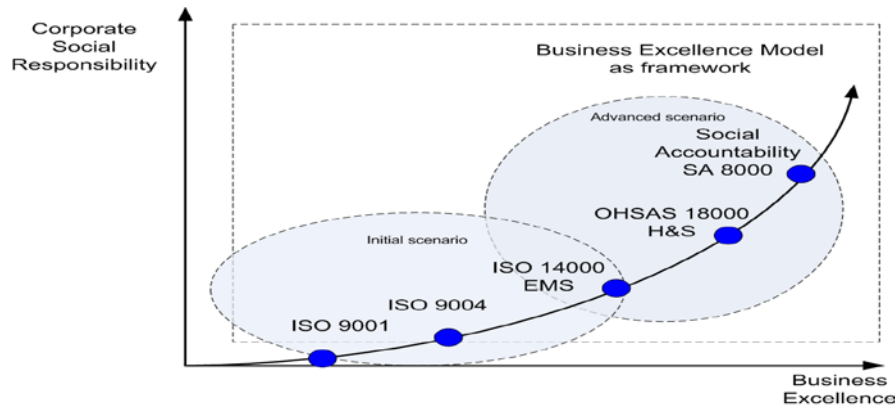 Corporate
Social
Responsibility
Business Excellence Model
as framework
Advanced scenario
Social
Accountability
SA 8000
OHSAS 18000
H&S
Initial scenario
ISO 14000
EMS
ISO 9004
ISO 9001
Business
Excellence